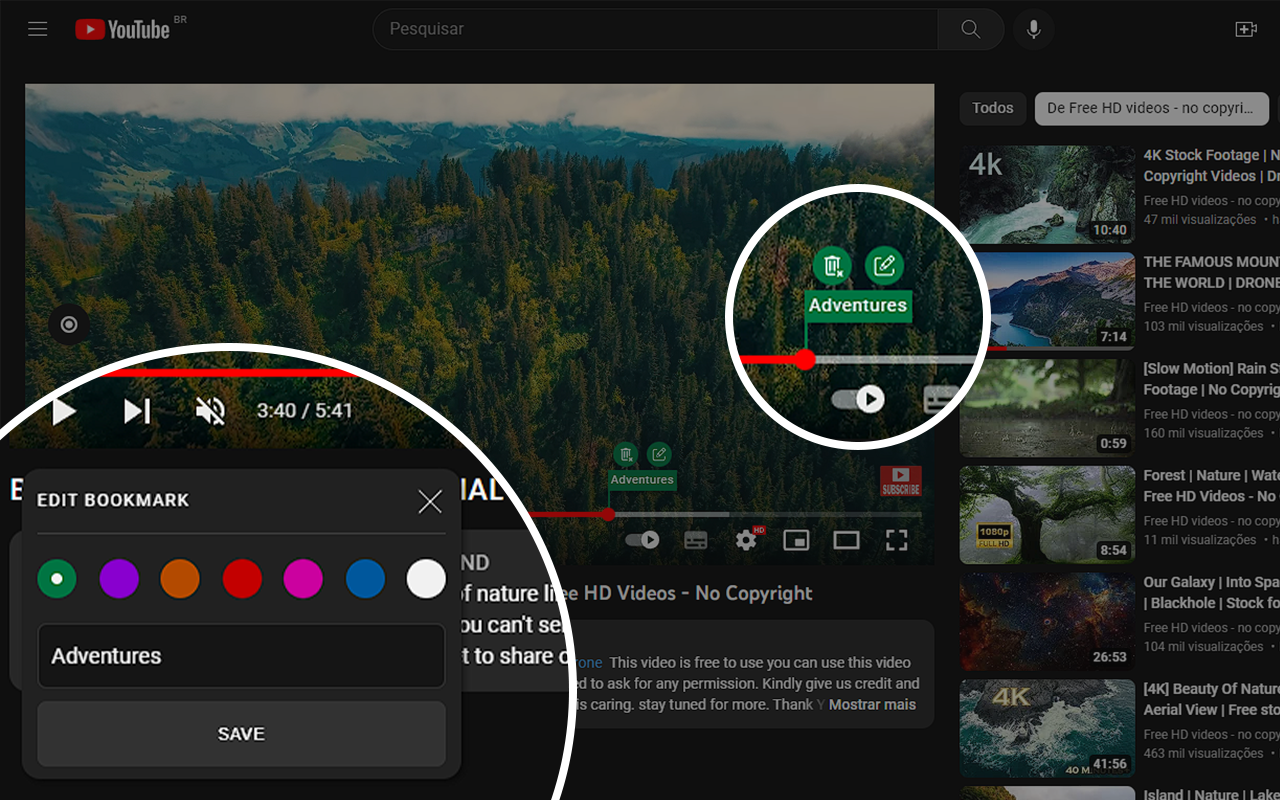 YouTube BR
Pesquisar
Todos
De Free HD videos - no copyri...
4k
10:40
4K Stock Footage | N
Copyright Videos | Dr
Free HD videos - no copy
47 mil visualizações • h
7:14
THE FAMOUS MOUN
THE WORLD | DRONE
Free HD videos - no copy
103 mil visualizações •
0:59
[Slow Motion] Rain S
Footage | No Copyrig
Free HD videos - no copy
160 mil visualizações •
1080p
FULL HD
8:54
Forest | Nature | Wate
Free HD Videos - No
Free HD videos - no copy
11 mil visualizações •
26:53
Our Galaxy | Into Spa
| Blackhole | Stock fo
Free HD videos - no copy
104 mil visualizações •
4K
41:56
[4K] Beauty Of Nature
Aerial View | Free sto
Free HD videos - no copy
463 mil visualizações •
Island | Nature | Lake
Adventures
Adventures
SUBSCRIBE
HD
3:40 / 5:41
EDIT BOOKMARK
Adventures
SAVE
IAL
ND
of nature li
ou can't se
t to share o
ee HD Videos - No Copyright
rone This video is free to use you can use this video
ed to ask for any permission. Kindly give us credit and
is caring. stay tuned for more. Thank Y Mostrar mais